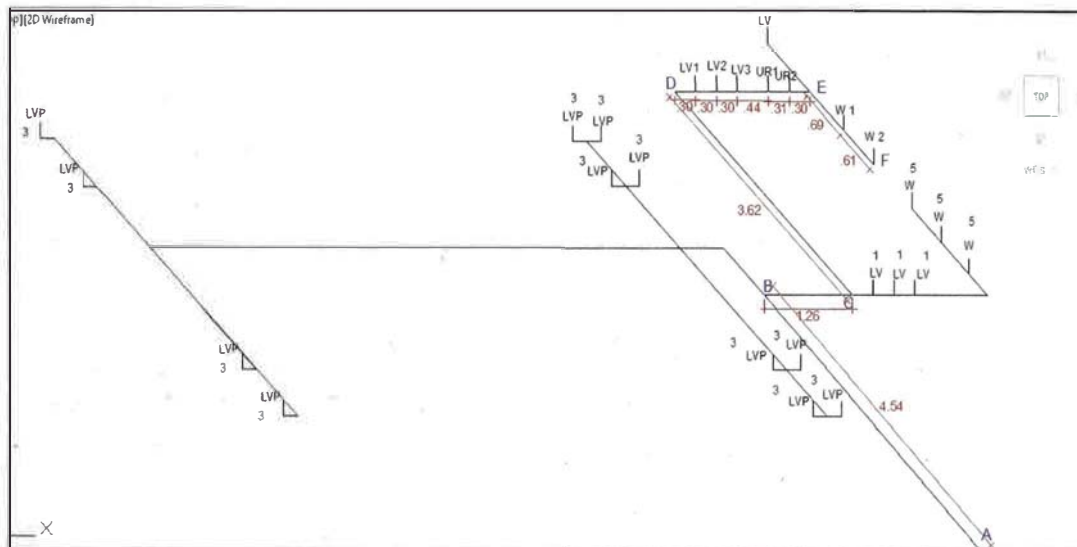 p][2D Wireframe)
LV
LV1 LV2 LV3 UR1 UR2
D
E
.30 .30 .30 .44 .31 .30
TOP
.69
W 1
W 2
F
.61
LVP
3
LVP
3
3 3
LVP LVP
3 3
LVP LVP
3.62
5
W
5
W
5
W
1 1 1
LV LV LV
B
C
1.26
3 3
LVP LVP
3 3
LVP LVP
4.54
LVP
3
LVP
3
A
X